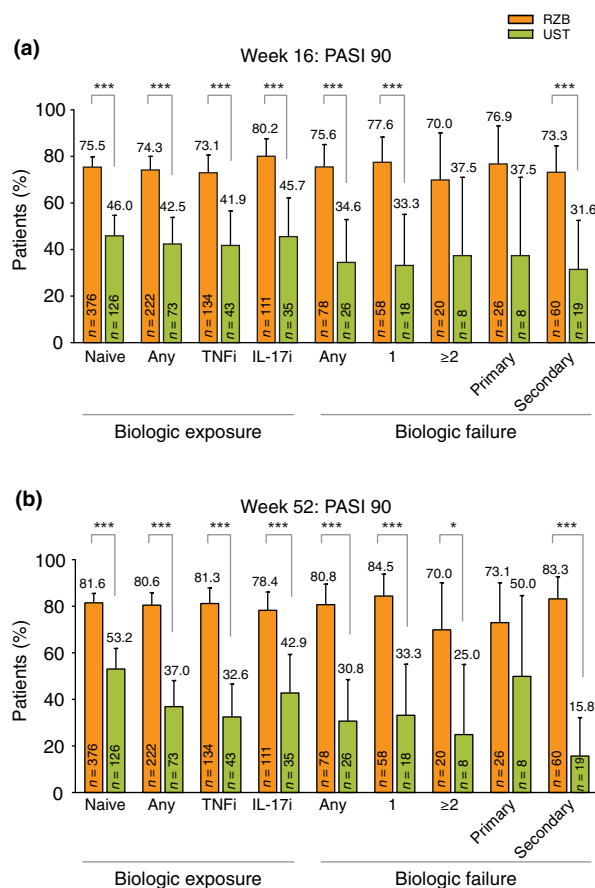 RZB
UST
(a)
Week 16: PASI 90
*** *** *** *** *** *** ***
100
80
60
40
20
0
Patients (%)
75.5 46.0 74.3 42.5 73.1 41.9 80.2 45.7 75.6 34.6 77.6 33.3 70.0 37.5 76.9 37.5 73.3 31.6
n = 376 n = 126 n = 222 n = 73 n = 134 n = 43 n = 111 n = 35 n = 78 n = 26 n = 58 n = 18 n = 20 n = 8 n = 26 n = 8 n = 60 n = 19
Naive Any TNFi IL-17i Any 1 ≥2 Primary Secondary
Biologic exposure Biologic failure
(b)
Week 52: PASI 90
*** *** *** *** *** *** * ***
100
80
60
40
20
0
Patients (%)
81.6 53.2 80.6 37.0 81.3 32.6 78.4 42.9 80.8 30.8 84.5 33.3 70.0 25.0 73.1 50.0 83.3 15.8
n = 376 n = 126 n = 222 n = 73 n = 134 n = 43 n = 111 n = 35 n = 78 n = 26 n = 58 n = 18 n = 20 n = 8 n = 26 n = 8 n = 60 n = 19
Naive Any TNFi IL-17i Any 1 ≥2 Primary Secondary
Biologic exposure Biologic failure